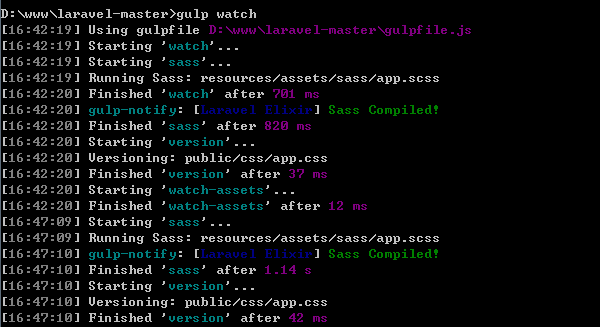 D:\www\laravel-master>gulp watch
[16:42:19] Using gulpfile D:\www\laravel-master\gulpfile.js
[16:42:19] Starting 'watch'...
[16:42:19] Starting 'sass'...
[16:42:19] Running Sass: resources/assets/sass/app.scss
[16:42:20] Finished 'watch' after 701 ms
[16:42:20] gulp-notify: [Laravel Elixir] Sass Compiled!
[16:42:20] Finished 'sass' after 820 ms
[16:42:20] Starting 'version'...
[16:42:20] Versioning: public/css/app.css
[16:42:20] Finished 'version' after 37 ms
[16:42:20] Starting 'watch-assets'...
[16:42:20] Finished 'watch-assets' after 12 ms
[16:47:09] Starting 'sass'...
[16:47:09] Running Sass: resources/assets/sass/app.scss
[16:47:10] gulp-notify: [Laravel Elixir] Sass Compiled!
[16:47:10] Finished 'sass' after 1.14 s
[16:47:10] Starting 'version'...
[16:47:10] Versioning: public/css/app.css
[16:47:10] Finished 'version' after 42 ms